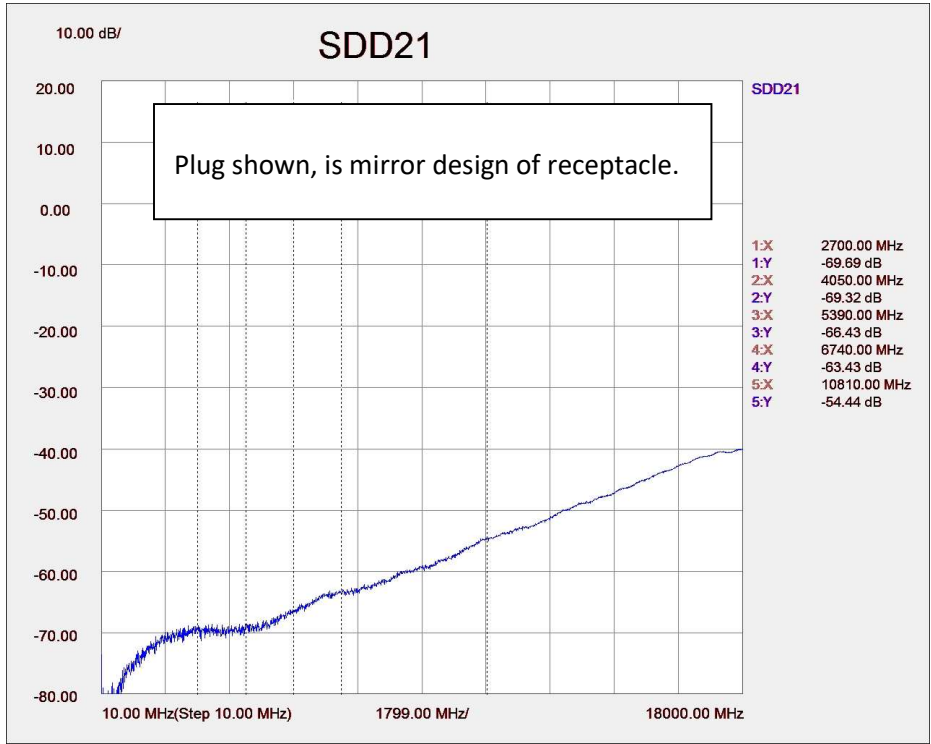 10.00 dB/
SDD21
20.00
SDD21
Plug shown, is mirror design of receptacle.
10.00
0.00
-10.00
-20.00
-30.00
-40.00
-50.00
-60.00
-70.00
-80.00
1:X 2700.00 MHz
1:Y -69.69 dB
2:X 4050.00 MHz
2:Y -69.32 dB
3:X 5390.00 MHz
3:Y -66.43 dB
4:X 6740.00 MHz
4:Y -63.43 dB
5:X 10810.00 MHz
5:Y -54.44 dB
10.00 MHz(Step 10.00 MHz) 1799.00 MHz/ 18000.00 MHz